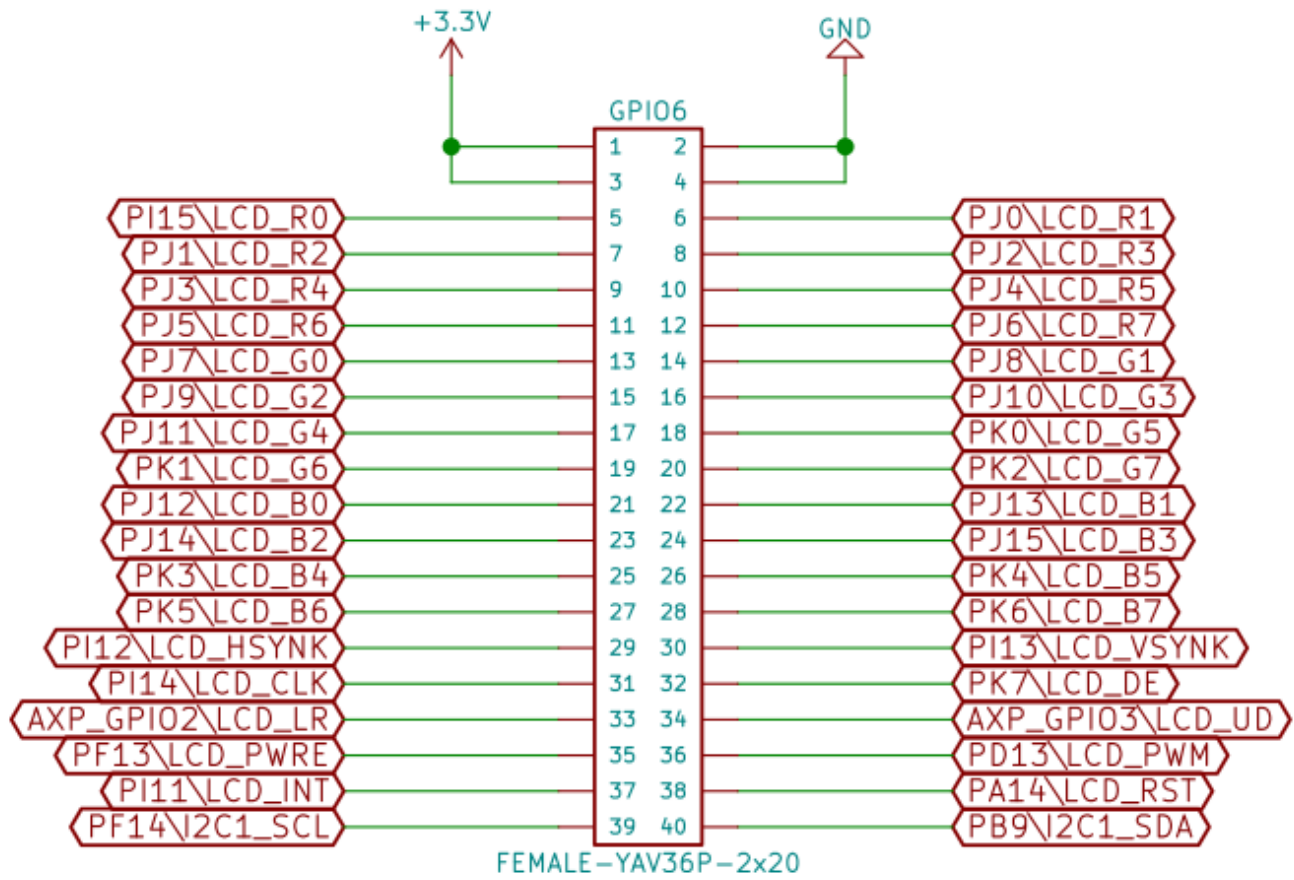 +3.3V GND
GPIO6
1 2
3 4
PI15\LCD_R0 5 6 PJ0\LCD_R1
PJ1\LCD_R2 7 8 PJ2\LCD_R3
PJ3\LCD_R4 9 10 PJ4\LCD_R5
PJ5\LCD_R6 11 12 PJ6\LCD_R7
PJ7\LCD_G0 13 14 PJ8\LCD_G1
PJ9\LCD_G2 15 16 PJ10\LCD_G3
PJ11\LCD_G4 17 18 PK0\LCD_G5
PK1\LCD_G6 19 20 PK2\LCD_G7
PJ12\LCD_B0 21 22 PJ13\LCD_B1
PJ14\LCD_B2 23 24 PJ15\LCD_B3
PK3\LCD_B4 25 26 PK4\LCD_B5
PK5\LCD_B6 27 28 PK6\LCD_B7
PI12\LCD_HSYNK 29 30 PI13\LCD_VSYNK
PI14\LCD_CLK 31 32 PK7\LCD_DE
AXP_GPIO2\LCD_LR 33 34 AXP_GPIO3\LCD_UD
PF13\LCD_PWRE 35 36 PD13\LCD_PWM
PI11\LCD_INT 37 38 PA14\LCD_RST
PF14\I2C1_SCL 39 40 PB9\I2C1_SDA
FEMALE-YAV36P-2x20